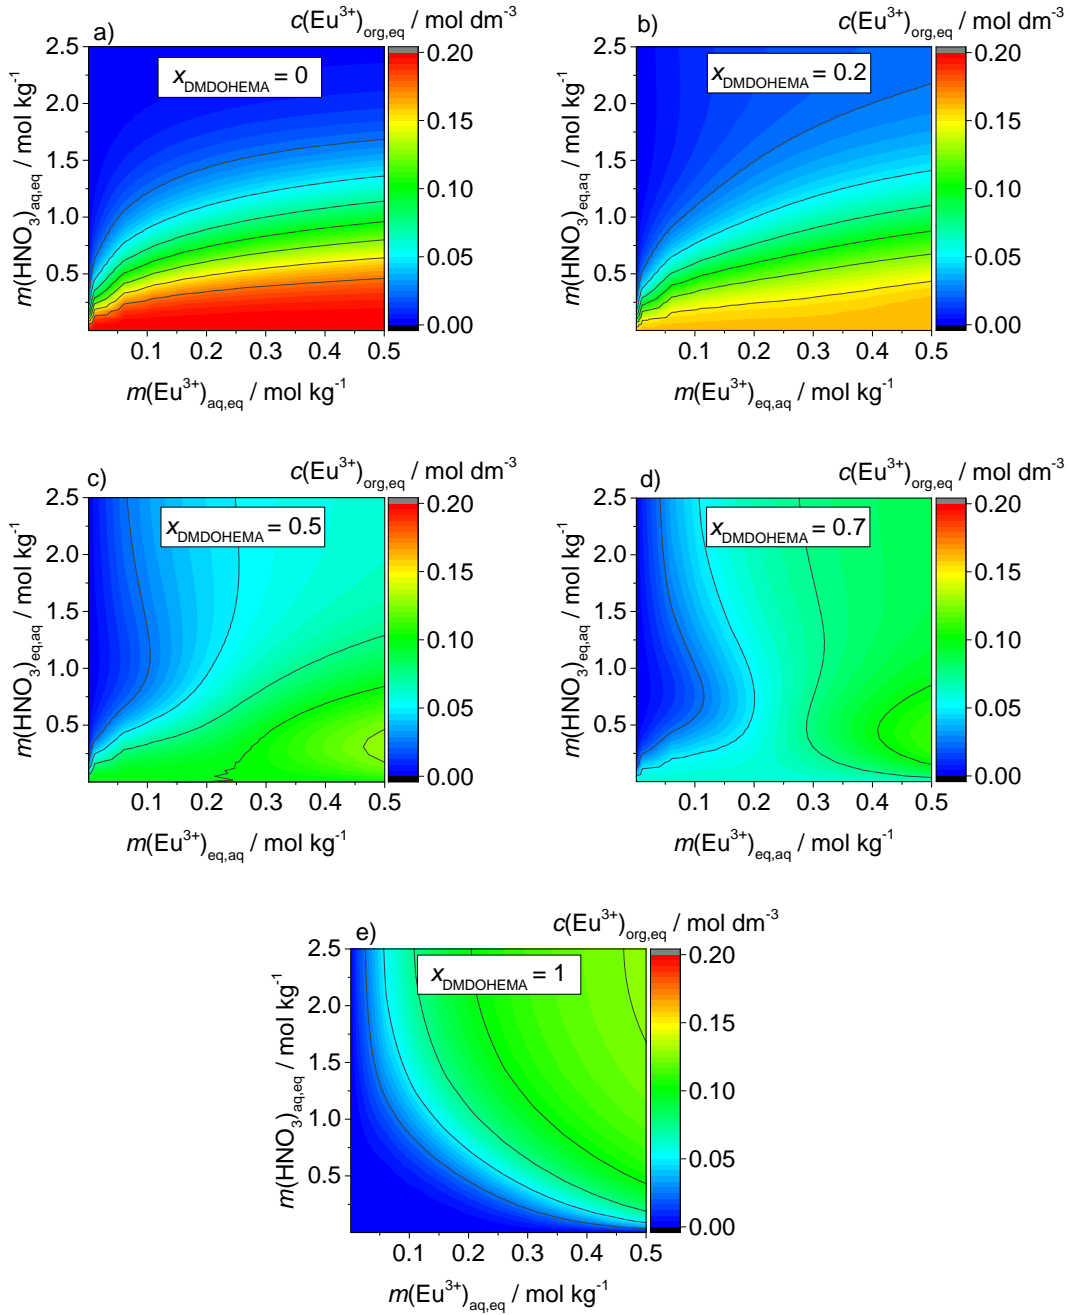 a)
c(Eu³⁺)org,eq / mol dm⁻³
xDMDOHEMA = 0
m(HNO₃)aq,eq / mol kg⁻¹
2.5
2.0
1.5
1.0
0.5
0.1 0.2 0.3 0.4 0.5
m(Eu³⁺)aq,eq / mol kg⁻¹
0.20
0.15
0.10
0.05
0.00
b)
c(Eu³⁺)org,eq / mol dm⁻³
xDMDOHEMA = 0.2
m(HNO₃)eq,aq / mol kg⁻¹
2.5
2.0
1.5
1.0
0.5
0.1 0.2 0.3 0.4 0.5
m(Eu³⁺)eq,aq / mol kg⁻¹
0.20
0.15
0.10
0.05
0.00
c)
c(Eu³⁺)org,eq / mol dm⁻³
xDMDOHEMA = 0.5
m(HNO₃)eq,aq / mol kg⁻¹
2.5
2.0
1.5
1.0
0.5
0.1 0.2 0.3 0.4 0.5
m(Eu³⁺)eq,aq / mol kg⁻¹
0.20
0.15
0.10
0.05
0.00
d)
c(Eu³⁺)org,eq / mol dm⁻³
xDMDOHEMA = 0.7
m(HNO₃)eq,aq / mol kg⁻¹
2.5
2.0
1.5
1.0
0.5
0.1 0.2 0.3 0.4 0.5
m(Eu³⁺)eq,aq / mol kg⁻¹
0.20
0.15
0.10
0.05
0.00
e)
c(Eu³⁺)org,eq / mol dm⁻³
xDMDOHEMA = 1
m(HNO₃)aq,eq / mol kg⁻¹
2.5
2.0
1.5
1.0
0.5
0.1 0.2 0.3 0.4 0.5
m(Eu³⁺)aq,eq / mol kg⁻¹
0.20
0.15
0.10
0.05
0.00